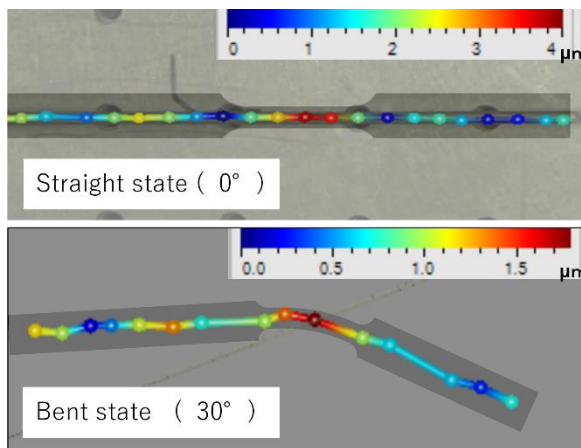 0 1 2 3 4 μm
Straight state ( 0° )
0.0 0.5 1.0 1.5 μm
Bent state ( 30° )